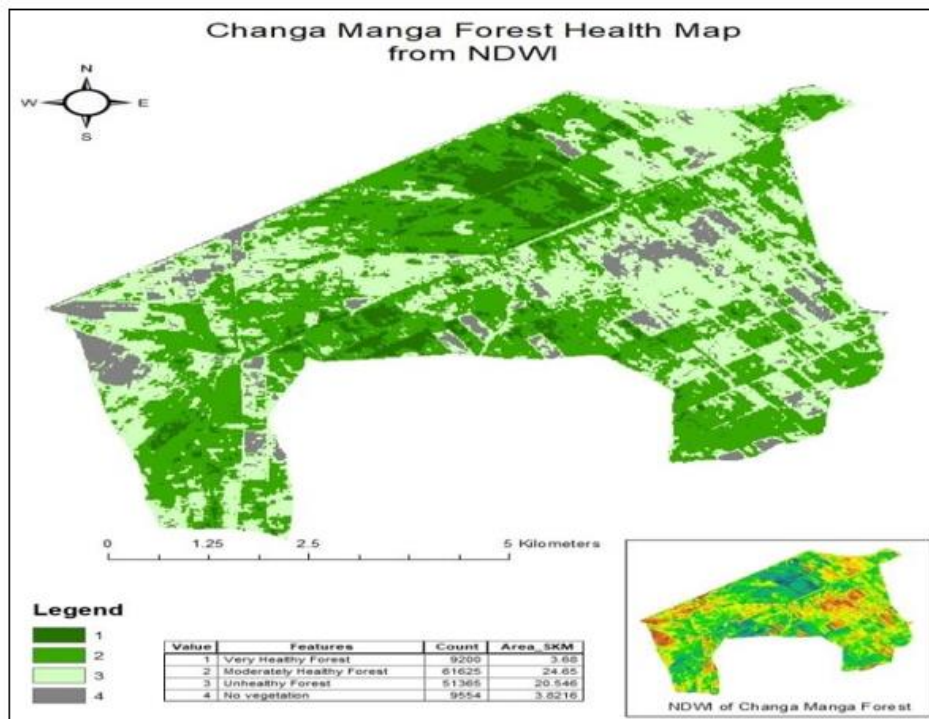 Changa Manga Forest Health Map
from NDWI
N
W E
S
0 1.25 2.5 5 Kilometers
Legend
1
2
3
4
Value Features Count Area_SKM
1 Very Healthy Forest 9200 3.68
2 Moderately Healthy Forest 61625 24.65
3 Unhealthy Forest 51365 20.546
4 No vegetation 9554 3.8216
NDWI of Changa Manga Forest